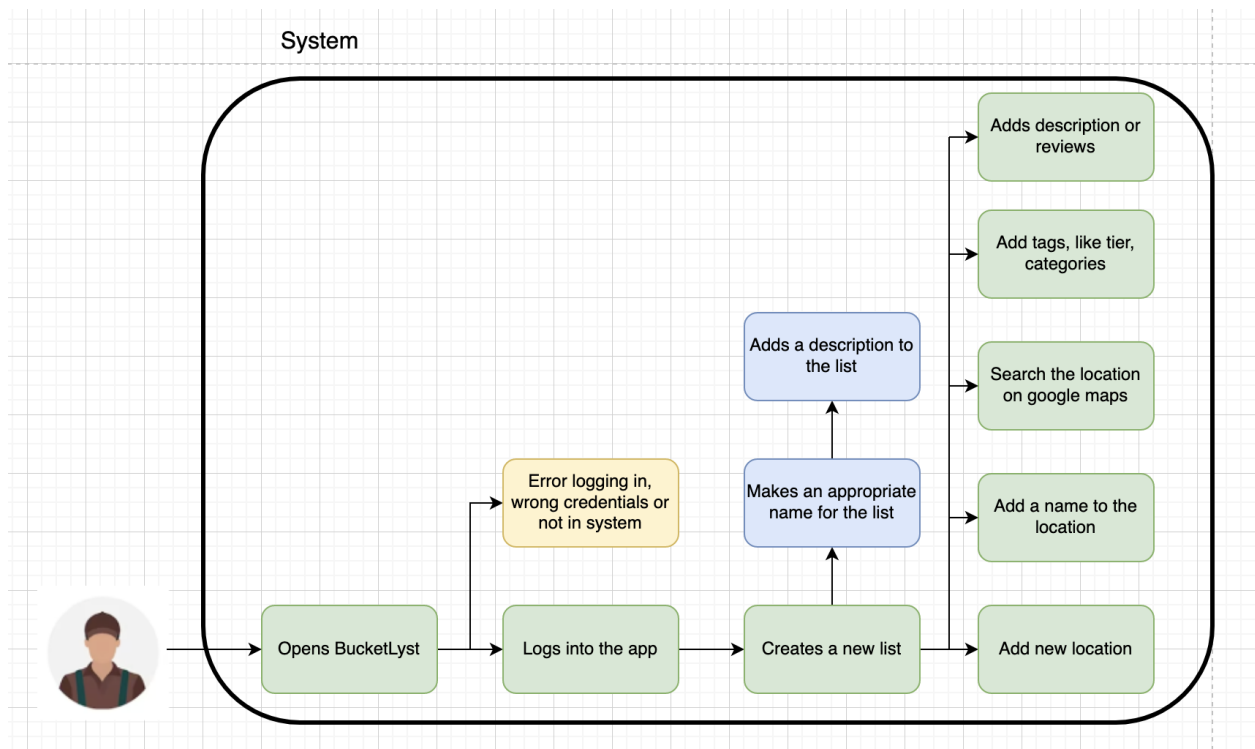 System
Adds description or
reviews
Add tags, like tier,
categories
Adds a description to
the list
Search the location
on google maps
Error logging in,
wrong credentials or
not in system
Makes an appropriate
name for the list
Add a name to the
location
Opens BucketLyst
Logs into the app
Creates a new list
Add new location